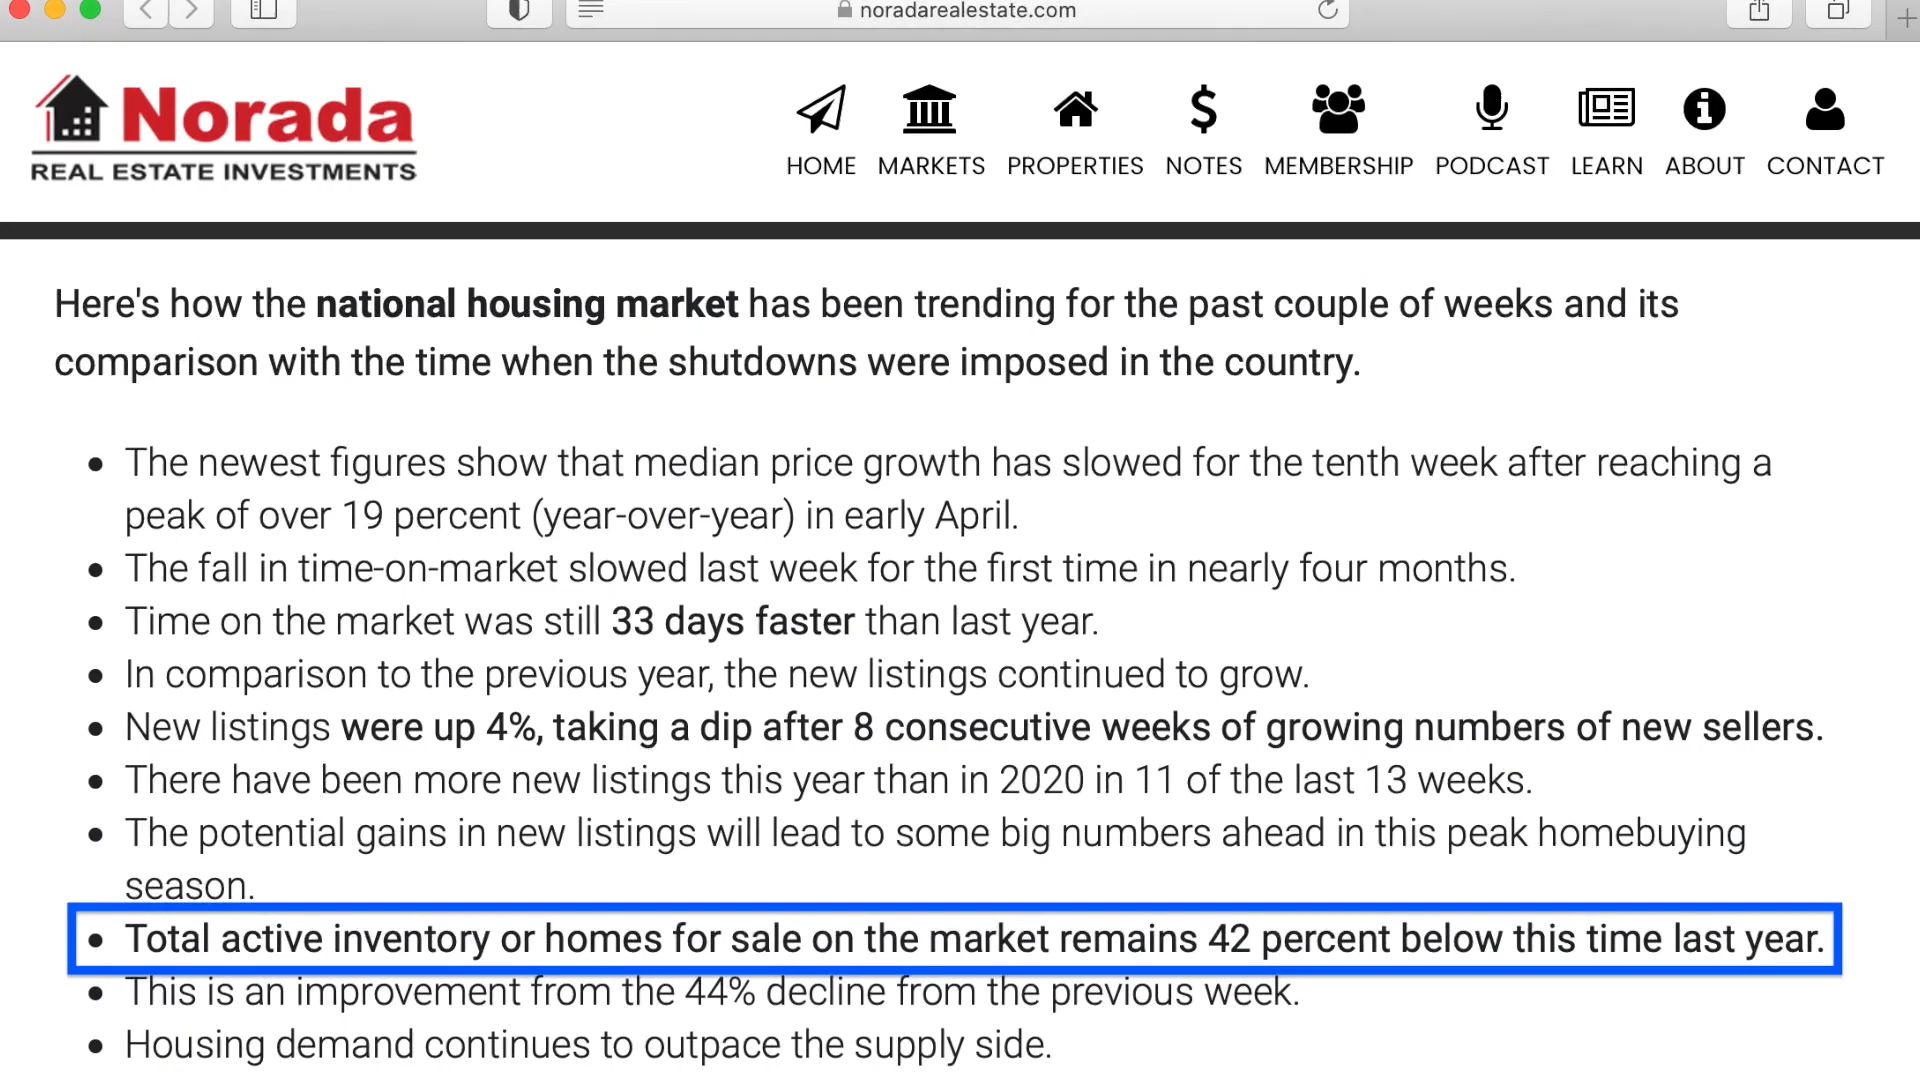 noradarealestate.com
Norada
REAL ESTATE INVESTMENTS
HOME MARKETS PROPERTIES NOTES MEMBERSHIP PODCAST LEARN ABOUT CONTACT
Here's how the national housing market has been trending for the past couple of weeks and its
comparison with the time when the shutdowns were imposed in the country.
• The newest figures show that median price growth has slowed for the tenth week after reaching a
peak of over 19 percent (year-over-year) in early April.
• The fall in time-on-market slowed last week for the first time in nearly four months.
• Time on the market was still 33 days faster than last year.
• In comparison to the previous year, the new listings continued to grow.
• New listings were up 4%, taking a dip after 8 consecutive weeks of growing numbers of new sellers.
• There have been more new listings this year than in 2020 in 11 of the last 13 weeks.
• The potential gains in new listings will lead to some big numbers ahead in this peak homebuying
season.
• Total active inventory or homes for sale on the market remains 42 percent below this time last year.
• This is an improvement from the 44% decline from the previous week.
• Housing demand continues to outpace the supply side.